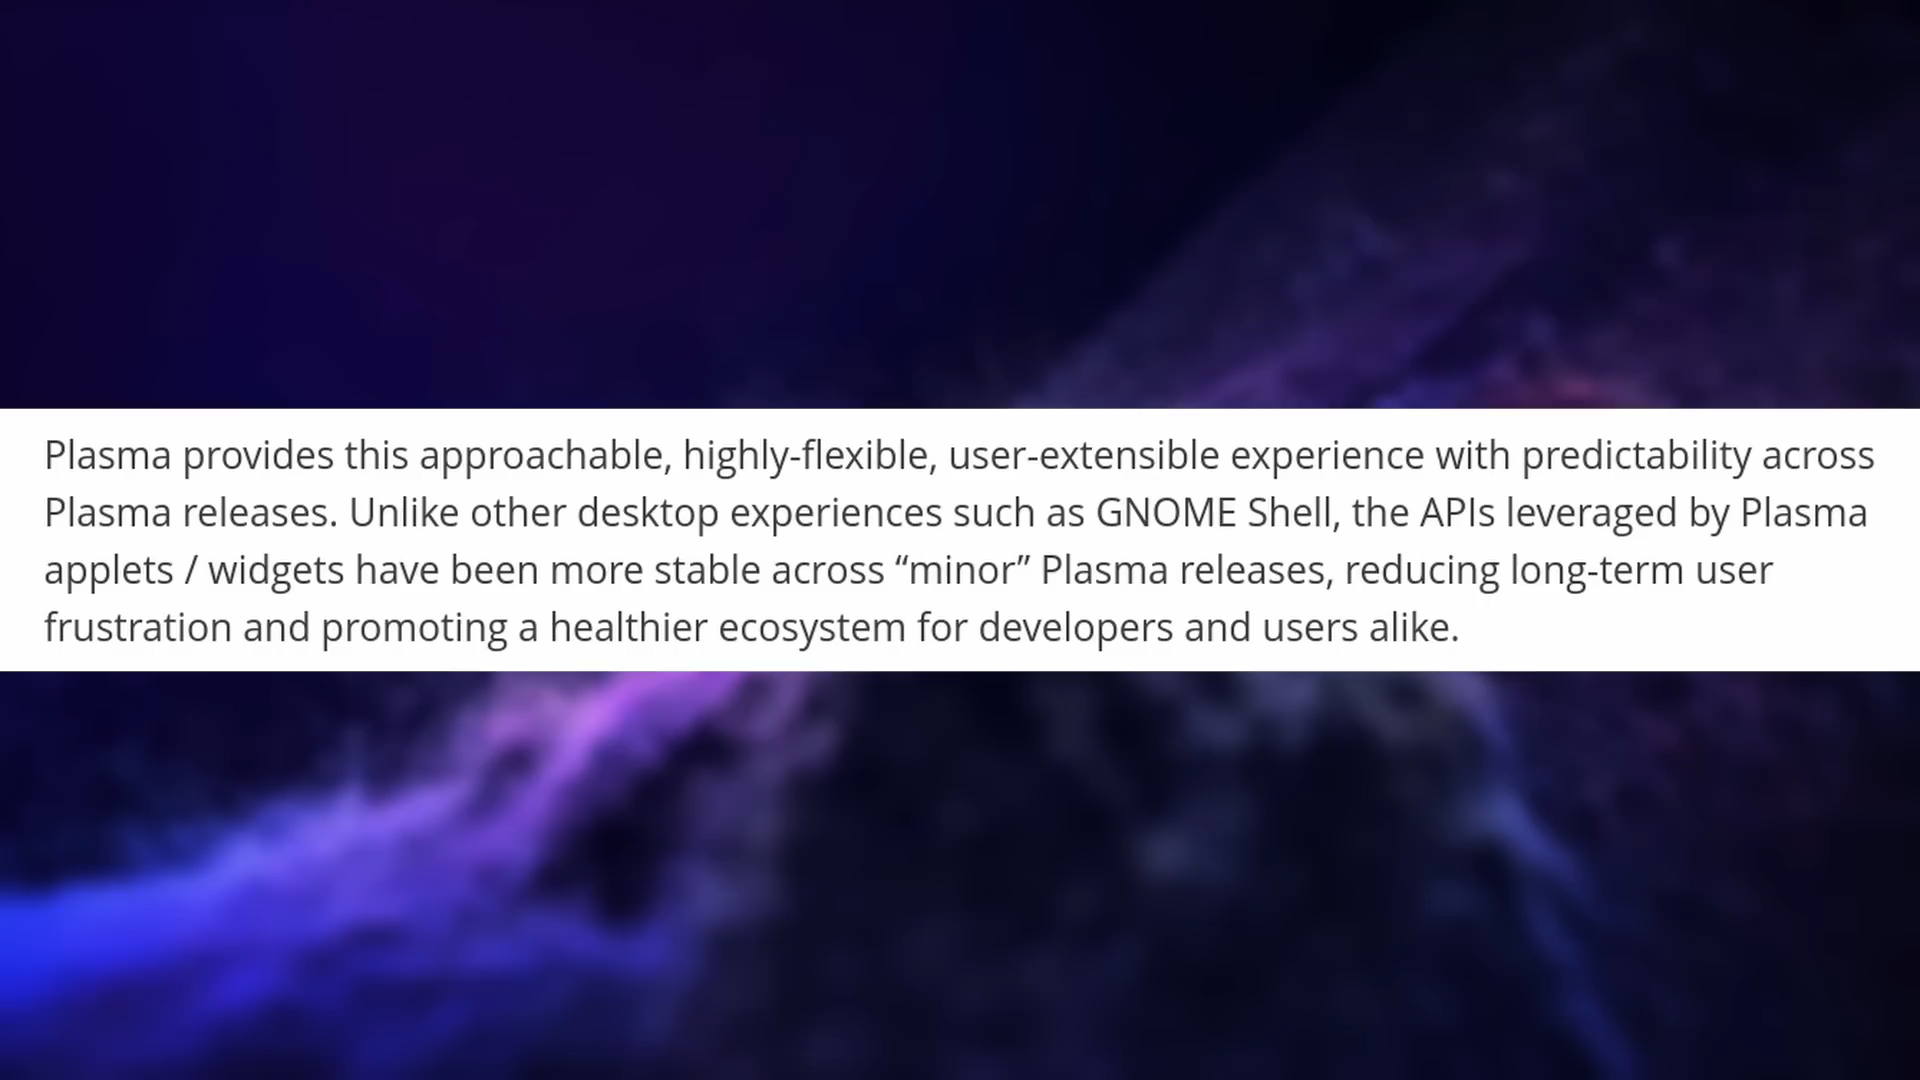 Plasma provides this approachable, highly-flexible, user-extensible experience with predictability across
Plasma releases. Unlike other desktop experiences such as GNOME Shell, the APIs leveraged by Plasma
applets / widgets have been more stable across “minor” Plasma releases, reducing long-term user
frustration and promoting a healthier ecosystem for developers and users alike.